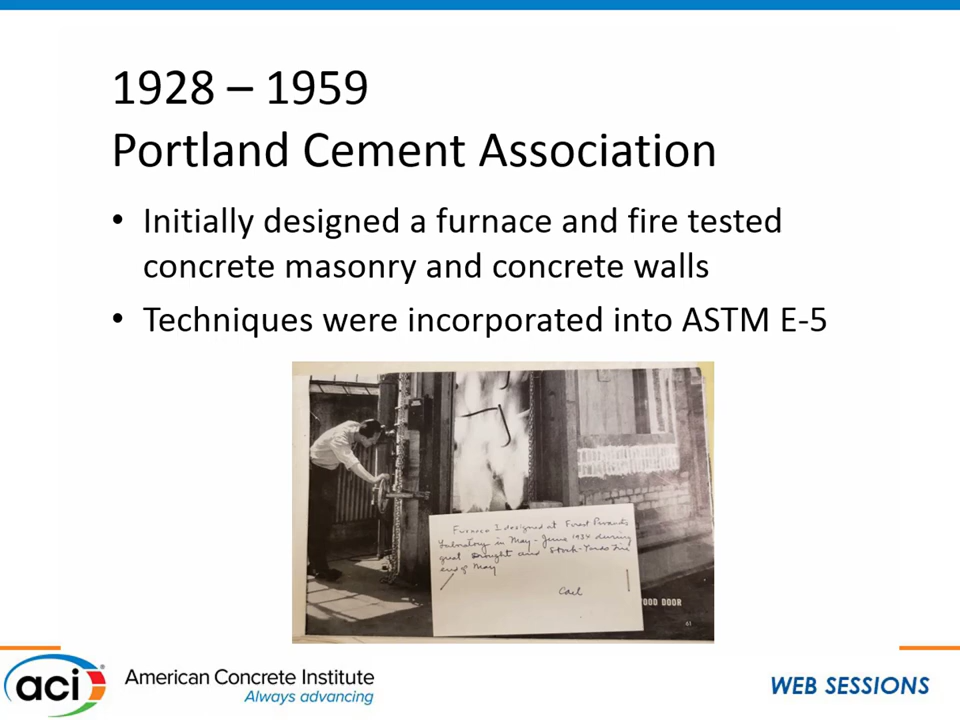 1928 – 1959
Portland Cement Association
• Initially designed a furnace and fire tested
concrete masonry and concrete walls
• Techniques were incorporated into ASTM E-5
Furnace I designed at Forest Products
Laboratory in May - June 1934 during
great Drought and Stock-Yards Fire
end of May
Carl
WOOD DOOR
61
aci
American Concrete Institute
Always advancing
WEB SESSIONS